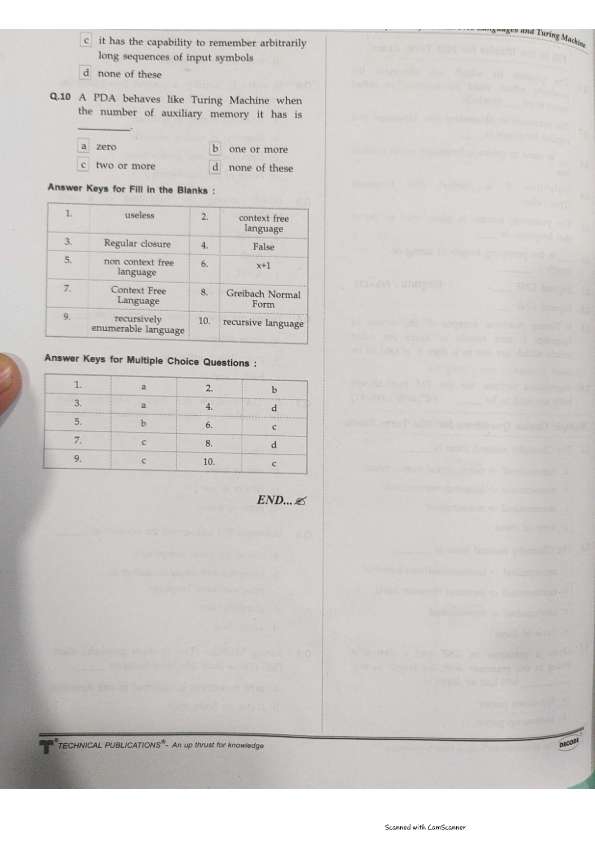 Languages and Turing Machine
c it has the capability to remember arbitrarily
long sequences of input symbols
d none of these
Q.10 A PDA behaves like Turing Machine when
the number of auxiliary memory it has is
________.
a zero b one or more
c two or more d none of these
Answer Keys for Fill in the Blanks :
1. useless 2. context free
language
3. Regular closure 4. False
5. non context free
language 6. x+1
7. Context Free
Language 8. Greibach Normal
Form
9. recursively
enumerable language 10. recursive language
Answer Keys for Multiple Choice Questions :
1. a 2. b
3. a 4. d
5. b 6. c
7. c 8. d
9. c 10. c
END...✍
TECHNICAL PUBLICATIONS® - An up thrust for knowledge
DECODE
Scanned with CamScanner